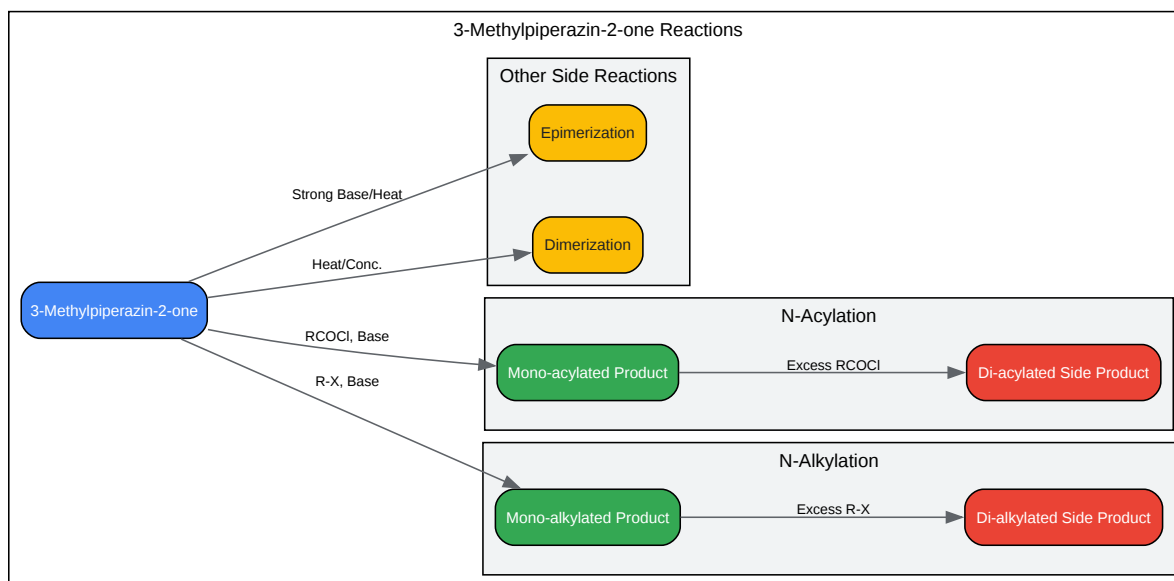 3-Methylpiperazin-2-one Reactions
Other Side Reactions
Epimerization
Strong Base/Heat
Dimerization
Heat/Conc.
3-Methylpiperazin-2-one
N-Acylation
RCOCl, Base
Mono-acylated Product
Excess RCOCl
Di-acylated Side Product
R-X, Base
N-Alkylation
Mono-alkylated Product
Excess R-X
Di-alkylated Side Product